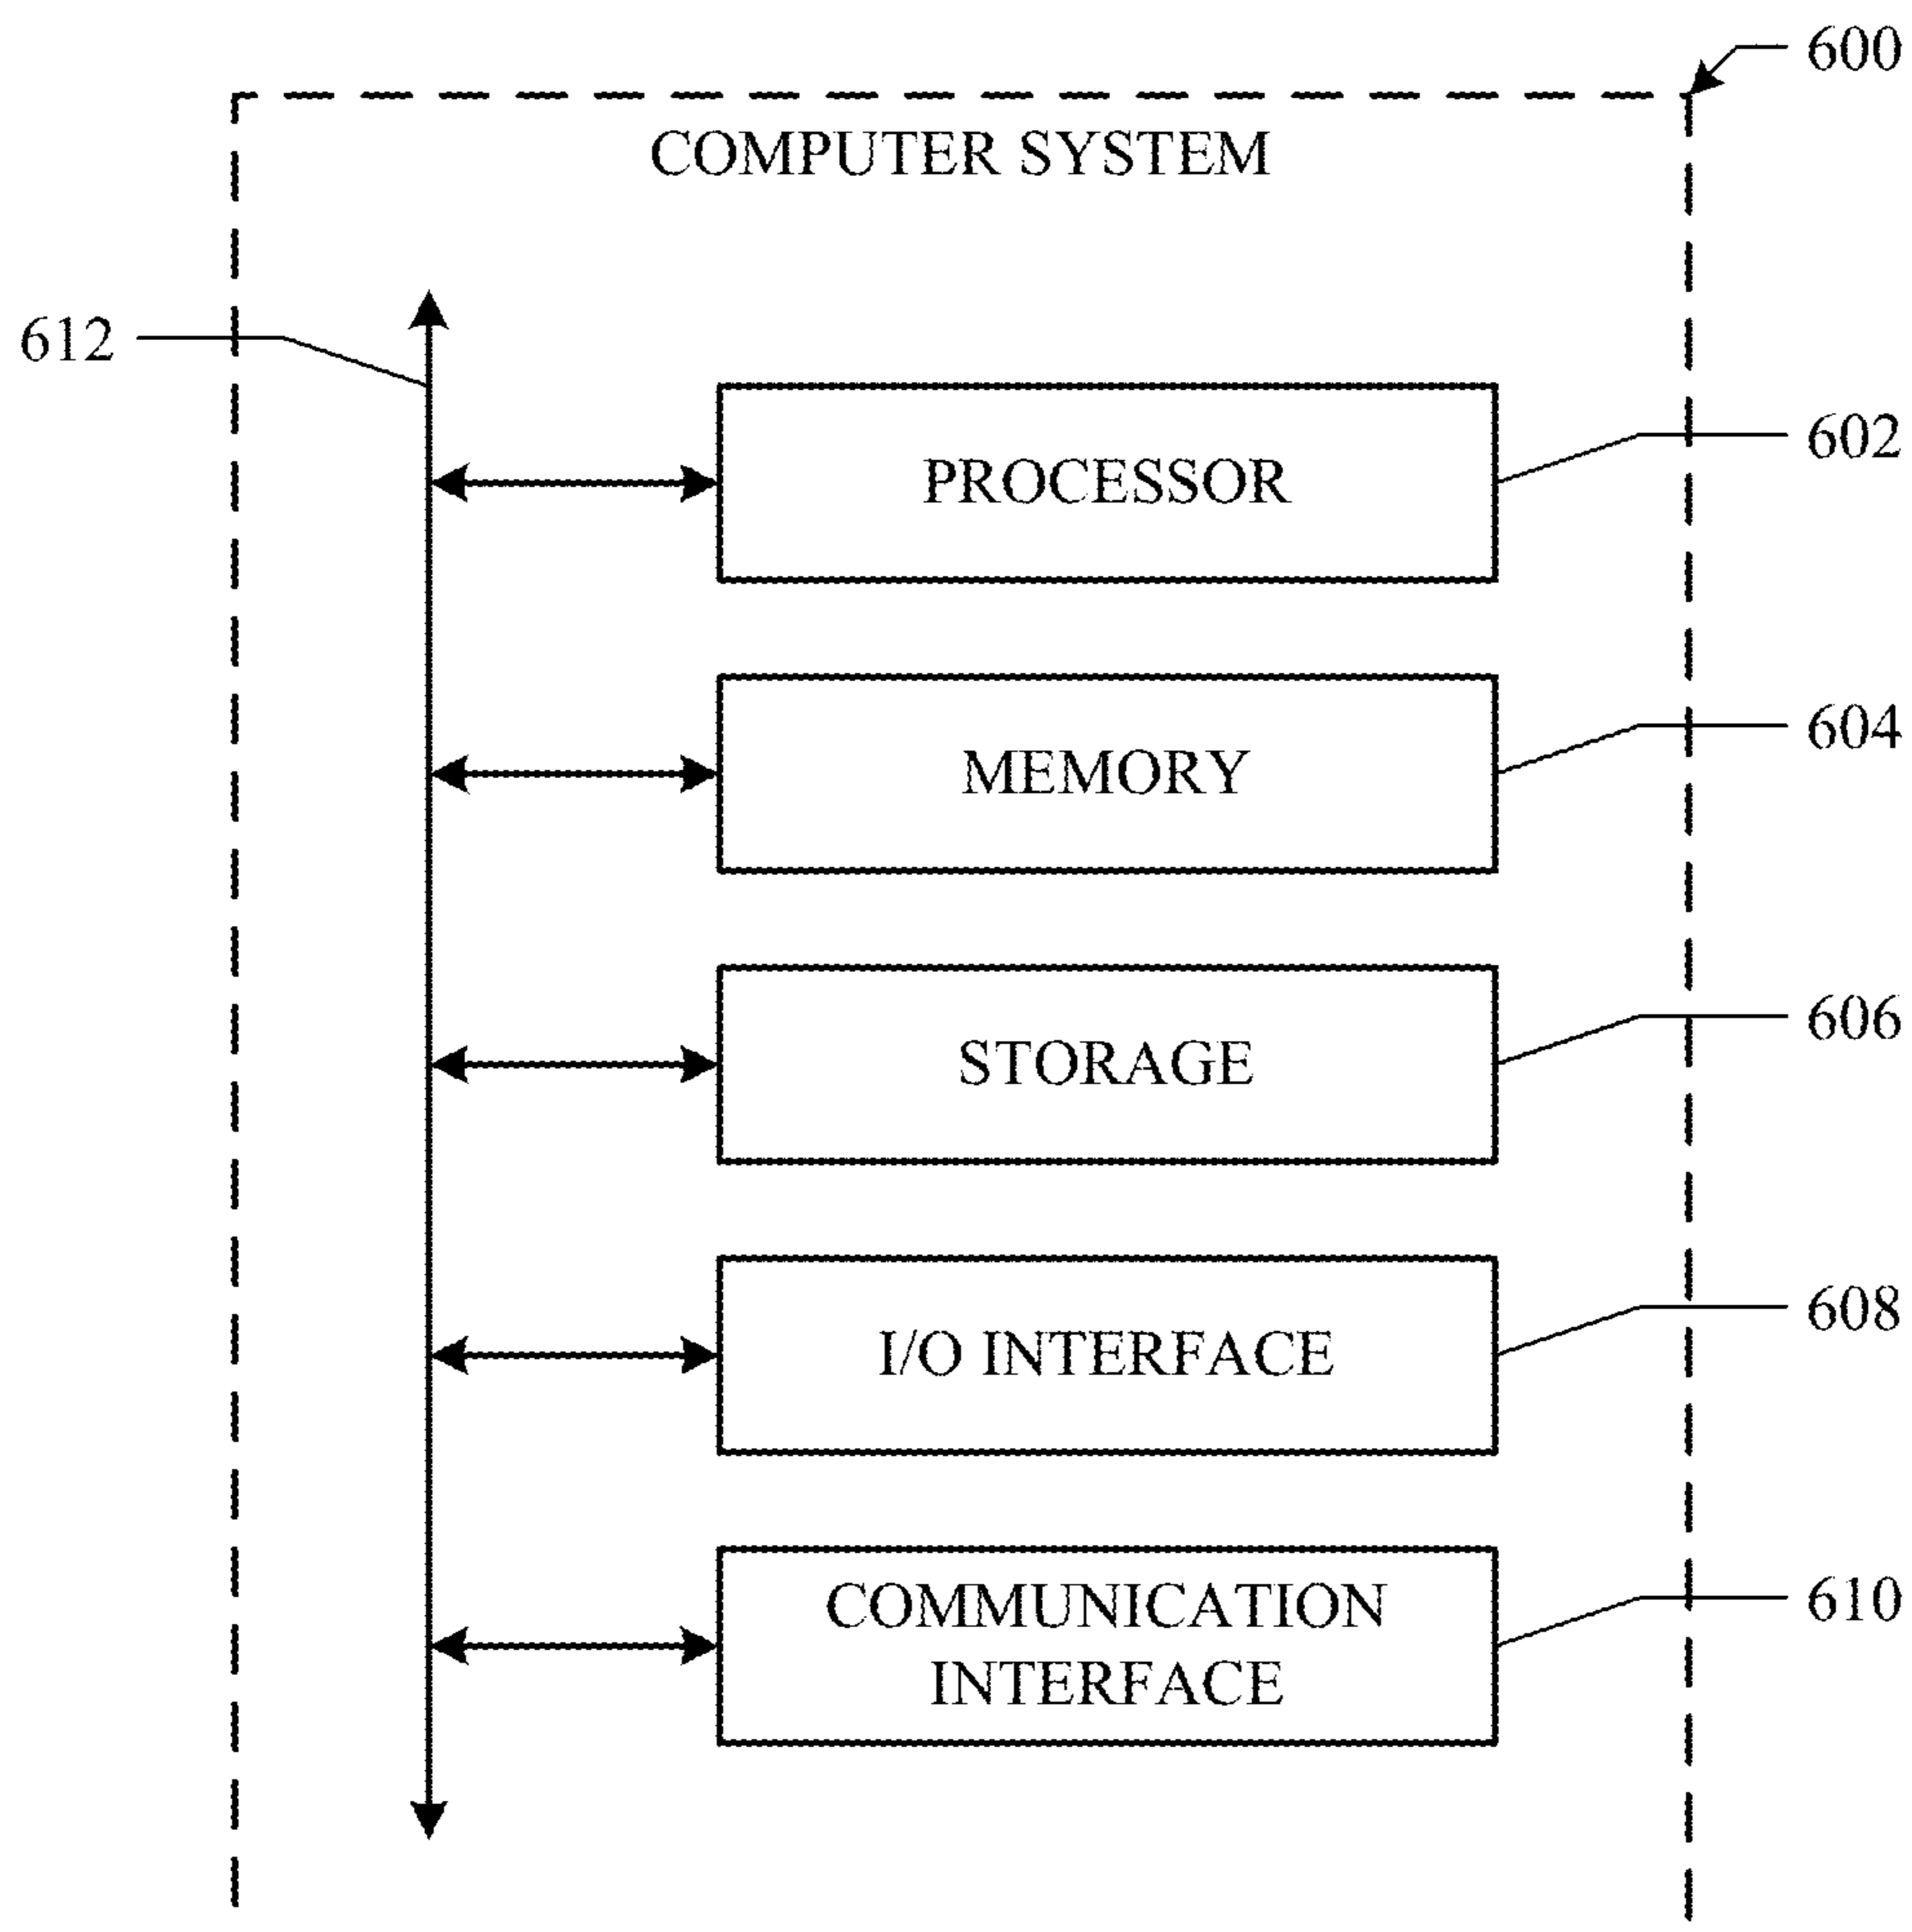 600
COMPUTER SYSTEM
612
602
PROCESSOR
604
MEMORY
606
STORAGE
608
I/O INTERFACE
610
COMMUNICATION
INTERFACE